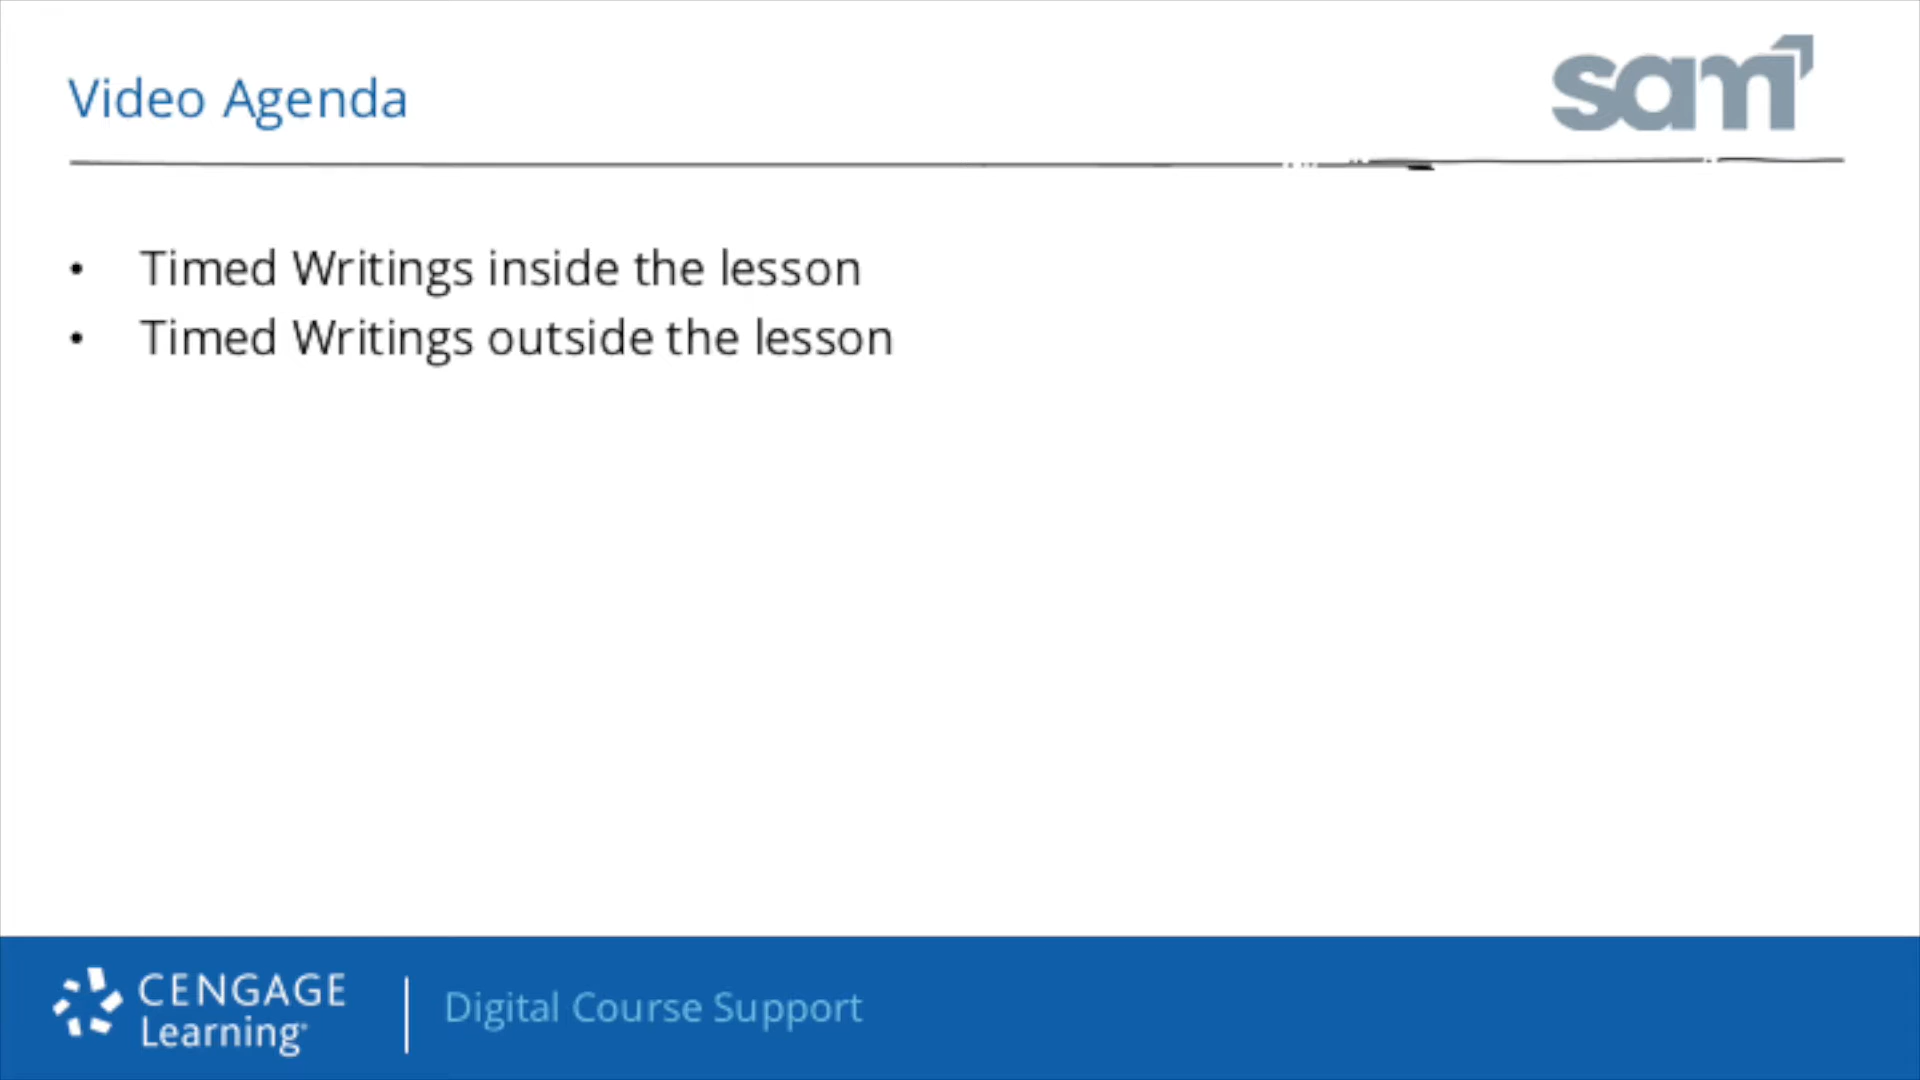 Video Agenda
sam
• Timed Writings inside the lesson
• Timed Writings outside the lesson
CENGAGE
Learning
Digital Course Support